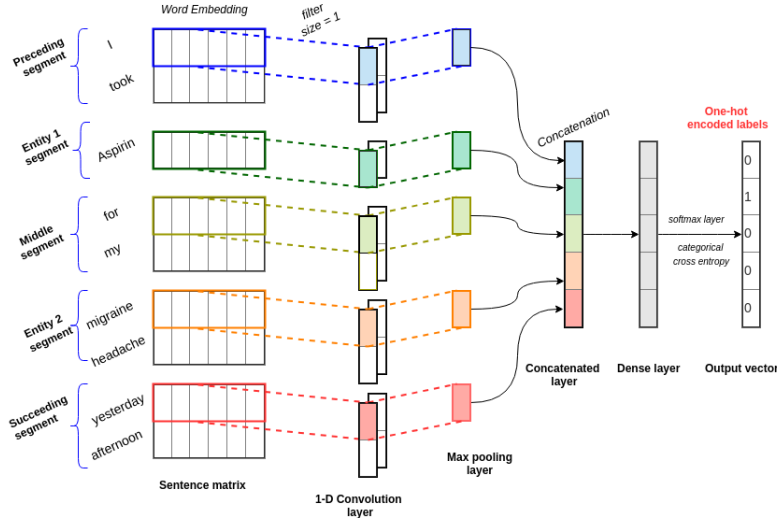 Word Embedding
filter
size = 1
Preceding
segment
I
took
Entity 1
segment
Aspirin
Middle
segment
for
my
Entity 2
segment
migraine
headache
Succeeding
segment
yesterday
afternoon
Sentence matrix
1-D Convolution
layer
Max pooling
layer
Concatenation
Concatenated
layer
Dense layer
softmax layer
categorical
cross entropy
One-hot
encoded labels
0
1
0
0
0
Output vector